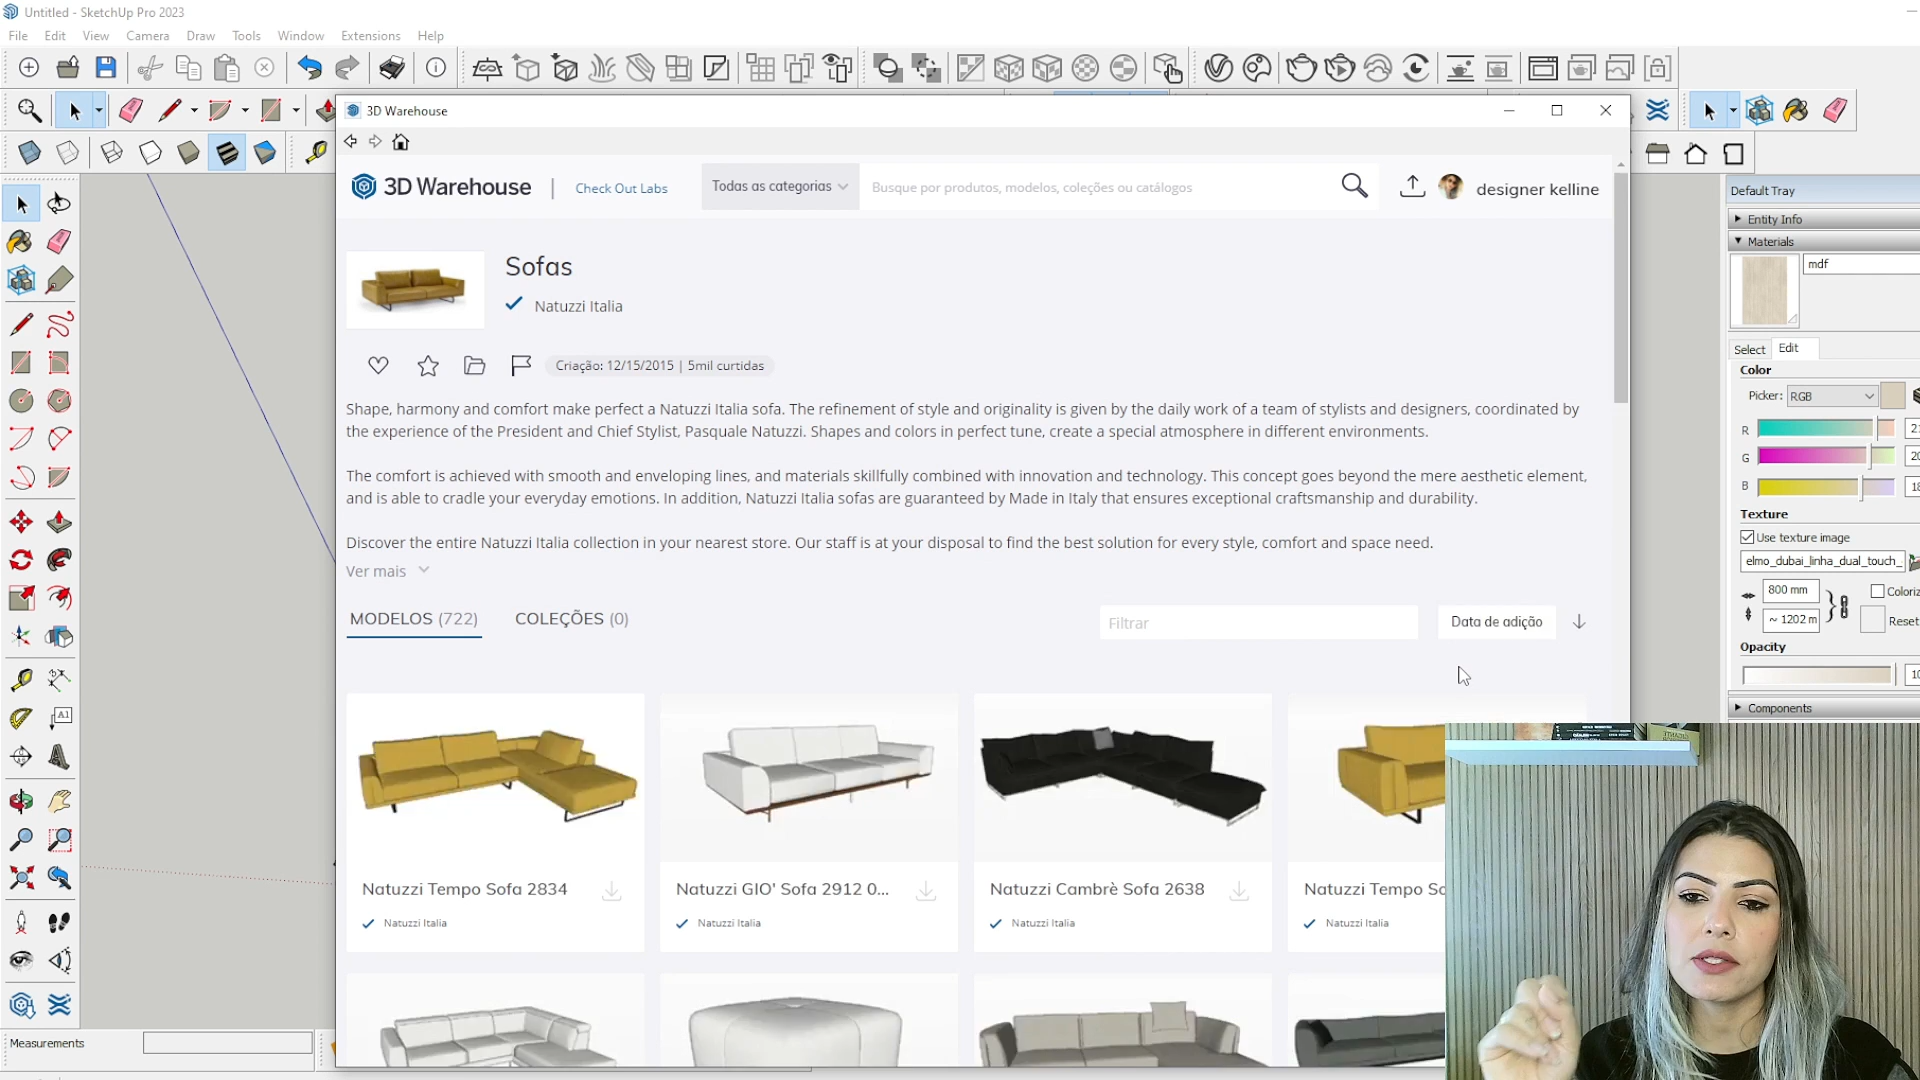 Untitled - SketchUp Pro 2023
File Edit View Camera Draw Tools Window Extensions Help
3D Warehouse
3D Warehouse | Check Out Labs
Todas as categorias
Busque por produtos, modelos, coleções ou catálogos
designer kelline
Sofas
Natuzzi Italia
Criação: 12/15/2015 | 5mil curtidas
Shape, harmony and comfort make perfect a Natuzzi Italia sofa. The refinement of style and originality is given by the daily work of a team of stylists and designers, coordinated by
the experience of the President and Chief Stylist, Pasquale Natuzzi. Shapes and colors in perfect tune, create a special atmosphere in different environments.
The comfort is achieved with smooth and enveloping lines, and materials skillfully combined with innovation and technology. This concept goes beyond the mere aesthetic element,
and is able to cradle your everyday emotions. In addition, Natuzzi Italia sofas are guaranteed by Made in Italy that ensures exceptional craftsmanship and durability.
Discover the entire Natuzzi Italia collection in your nearest store. Our staff is at your disposal to find the best solution for every style, comfort and space need.
Ver mais
MODELOS (722) COLEÇÕES (0)
Filtrar
Data de adição
Natuzzi Tempo Sofa 2834
Natuzzi Italia
Natuzzi GIO' Sofa 2912 0...
Natuzzi Italia
Natuzzi Cambrè Sofa 2638
Natuzzi Italia
Natuzzi Tempo So
Natuzzi Italia
Default Tray
Entity Info
Materials
mdf
Select Edit
Color
Picker: RGB
R
G
B
Texture
Use texture image
elmo_dubai_linha_dual_touch_
800 mm
Coloriz
~ 1202 m
Reset
Opacity
Components
Measurements
A1